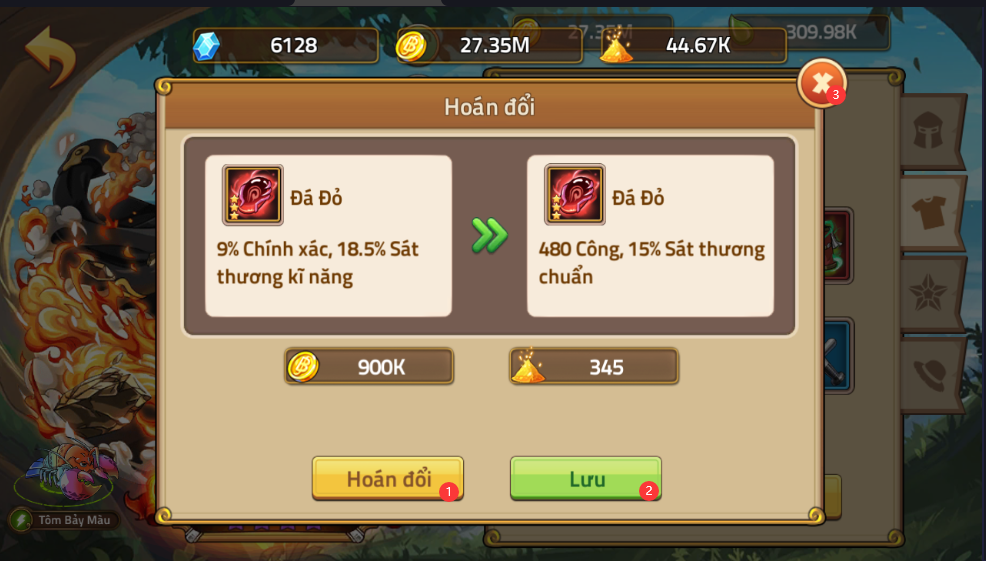 6128
27.35M
44.67K
27.35M
309.98K
3
Hoán đổi
Đá Đỏ
9% Chính xác, 18.5% Sát
thương kĩ năng
Đá Đỏ
480 Công, 15% Sát thương
chuẩn
900K
345
Hoán đổi
1
Lưu
2
Tôm Bảy Màu